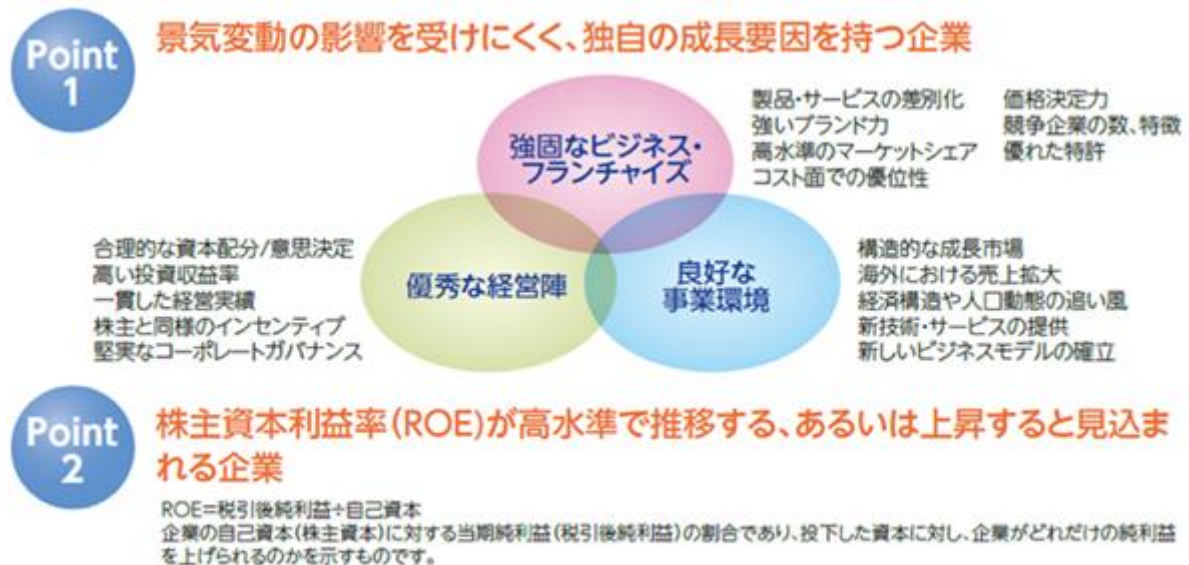 Point
1
景気変動の影響を受けにくく、独自の成長要因を持つ企業
強固なビジネス・
フランチャイズ
製品・サービスの差別化
強いブランド力
高水準のマーケットシェア
コスト面での優位性
価格決定力
競争企業の数、特徴
優れた特許
合理的な資本配分/意思決定
高い投資収益率
一貫した経営実績
株主と同様のインセンティブ
堅実なコーポレートガバナンス
優秀な経営陣
良好な
事業環境
構造的な成長市場
海外における売上拡大
経済構造や人口動態の追い風
新技術・サービスの提供
新しいビジネスモデルの確立
Point
2
株主資本利益率(ROE)が高水準で推移する、あるいは上昇すると見込ま
れる企業
ROE=税引後純利益÷自己資本
企業の自己資本(株主資本)に対する当期純利益(税引後純利益)の割合であり、投下した資本に対し、企業がどれだけの純利益
を上げられるのかを示すものです。